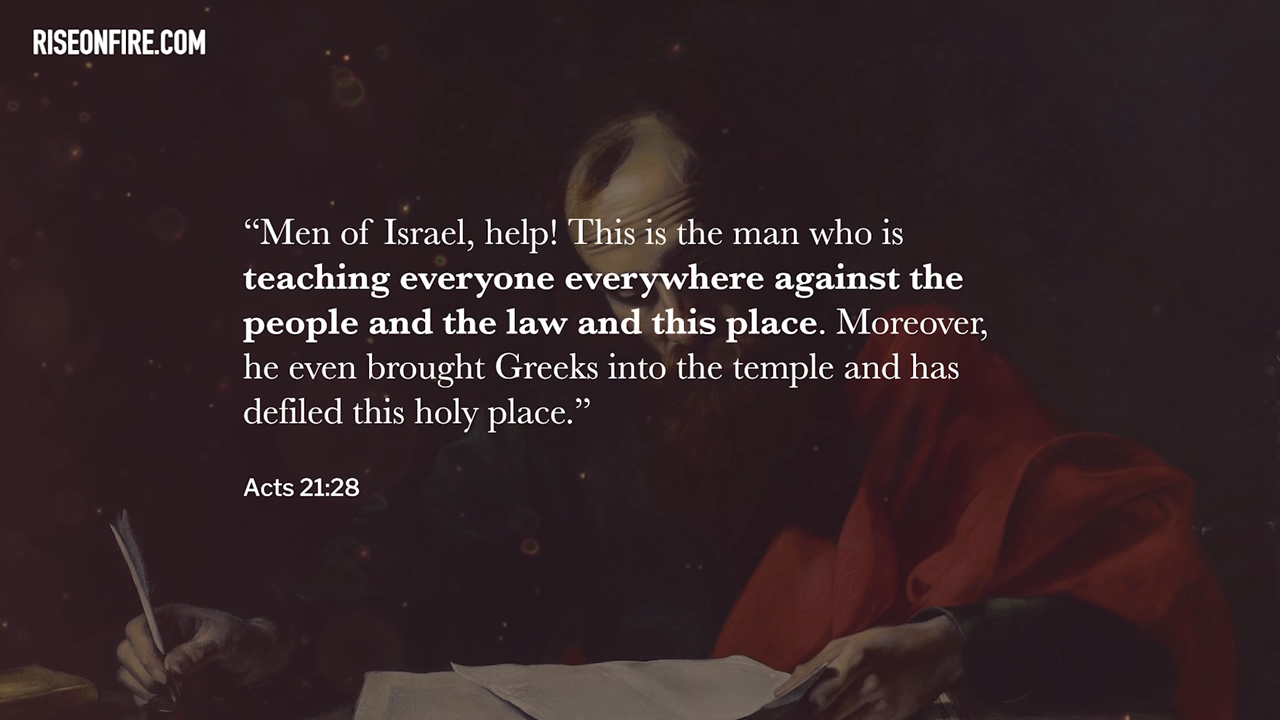 RISEONFIRE.COM
“Men of Israel, help! This is the man who is
teaching everyone everywhere against the
people and the law and this place. Moreover,
he even brought Greeks into the temple and has
defiled this holy place.”
Acts 21:28